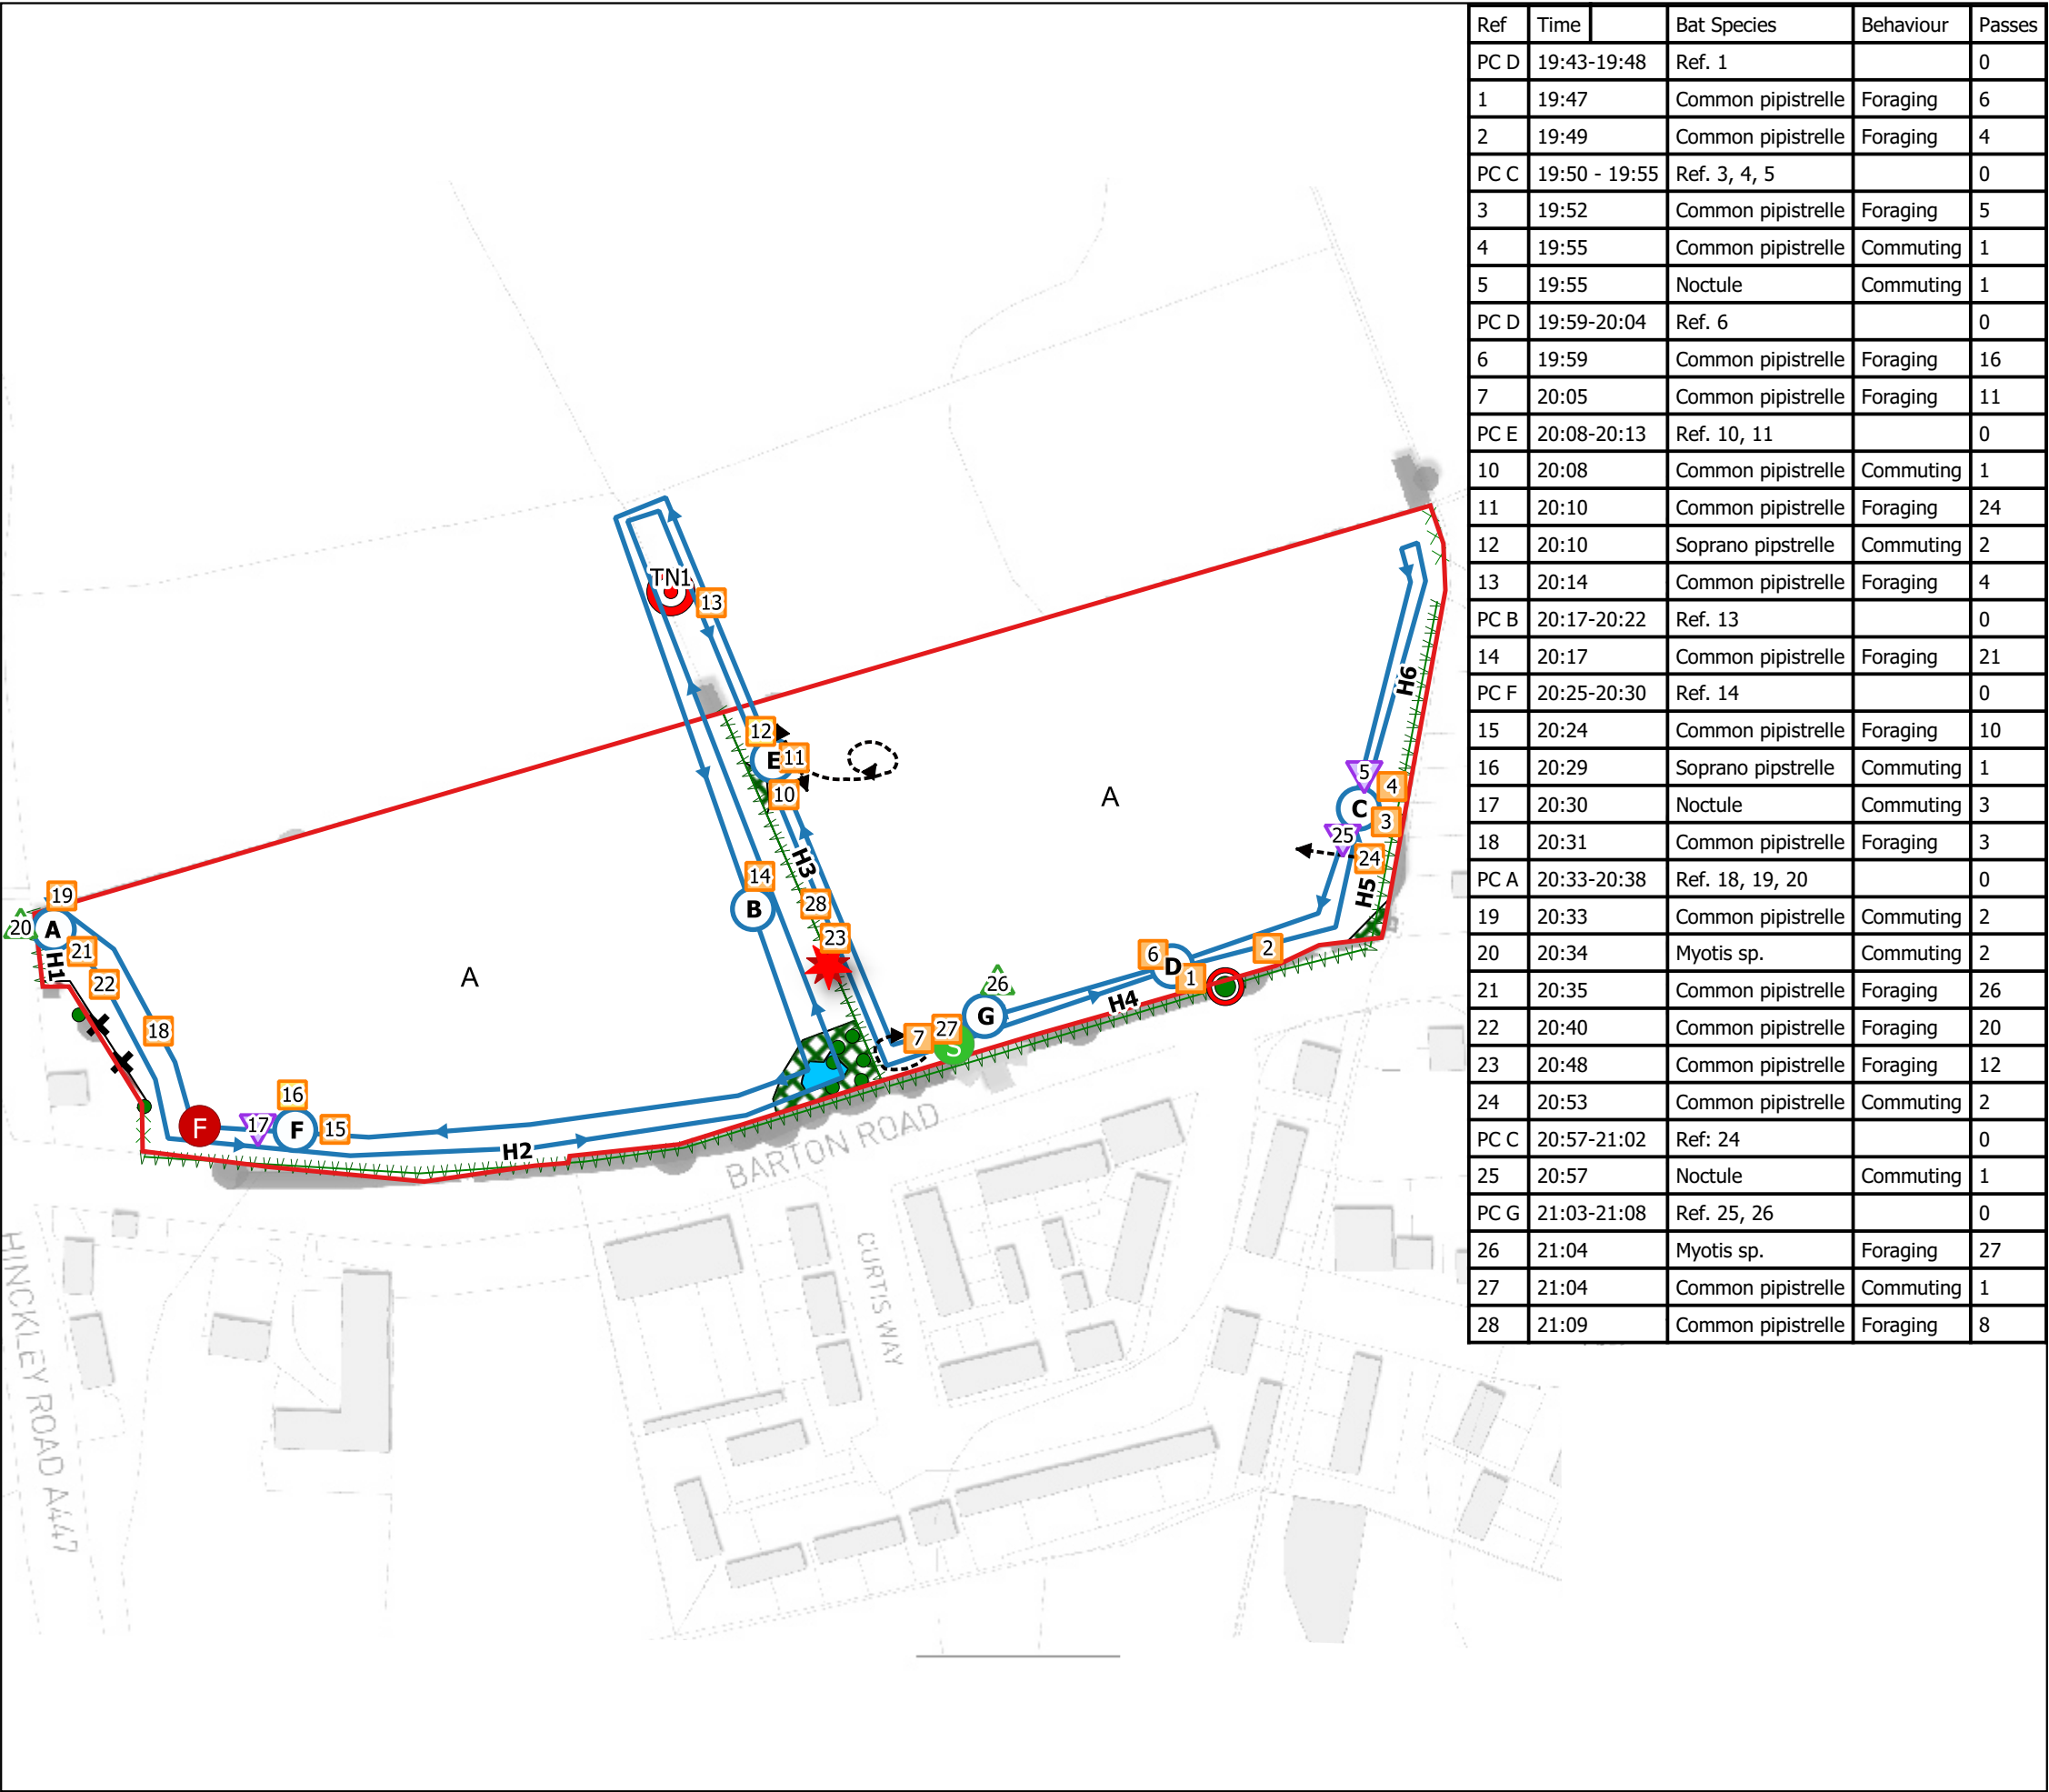 Ref Time Bat Species Behaviour Passes
PC D 19:43-19:48 Ref. 1 0
1 19:47 Common pipistrelle Foraging 6
2 19:49 Common pipistrelle Foraging 4
PC C 19:50 - 19:55 Ref. 3, 4, 5 0
3 19:52 Common pipistrelle Foraging 5
4 19:55 Common pipistrelle Commuting 1
5 19:55 Noctule Commuting 1
PC D 19:59-20:04 Ref. 6 0
6 19:59 Common pipistrelle Foraging 16
7 20:05 Common pipistrelle Foraging 11
PC E 20:08-20:13 Ref. 10, 11 0
10 20:08 Common pipistrelle Commuting 1
11 20:10 Common pipistrelle Foraging 24
12 20:10 Soprano pipstrelle Commuting 2
13 20:14 Common pipistrelle Foraging 4
PC B 20:17-20:22 Ref. 13 0
14 20:17 Common pipistrelle Foraging 21
PC F 20:25-20:30 Ref. 14 0
15 20:24 Common pipistrelle Foraging 10
16 20:29 Soprano pipstrelle Commuting 1
17 20:30 Noctule Commuting 3
18 20:31 Common pipistrelle Foraging 3
PC A 20:33-20:38 Ref. 18, 19, 20 0
19 20:33 Common pipistrelle Commuting 2
20 20:34 Myotis sp. Commuting 2
21 20:35 Common pipistrelle Foraging 26
22 20:40 Common pipistrelle Foraging 20
23 20:48 Common pipistrelle Foraging 12
24 20:53 Common pipistrelle Commuting 2
PC C 20:57-21:02 Ref: 24 0
25 20:57 Noctule Commuting 1
PC G 21:03-21:08 Ref. 25, 26 0
26 21:04 Myotis sp. Foraging 27
27 21:04 Common pipistrelle Commuting 1
28 21:09 Common pipistrelle Foraging 8
TN1
13
H6
12
E
11
10
A
5
4
C
3
25
24
H5
H3
14
B
28
23
19
20
A
21
H1
22
A
18
6
D
2
1
26
G
H4
7
27
S
16
F
17
F
15
H2
BARTON ROAD
CURTIS WAY
HINCKLEY ROAD A447